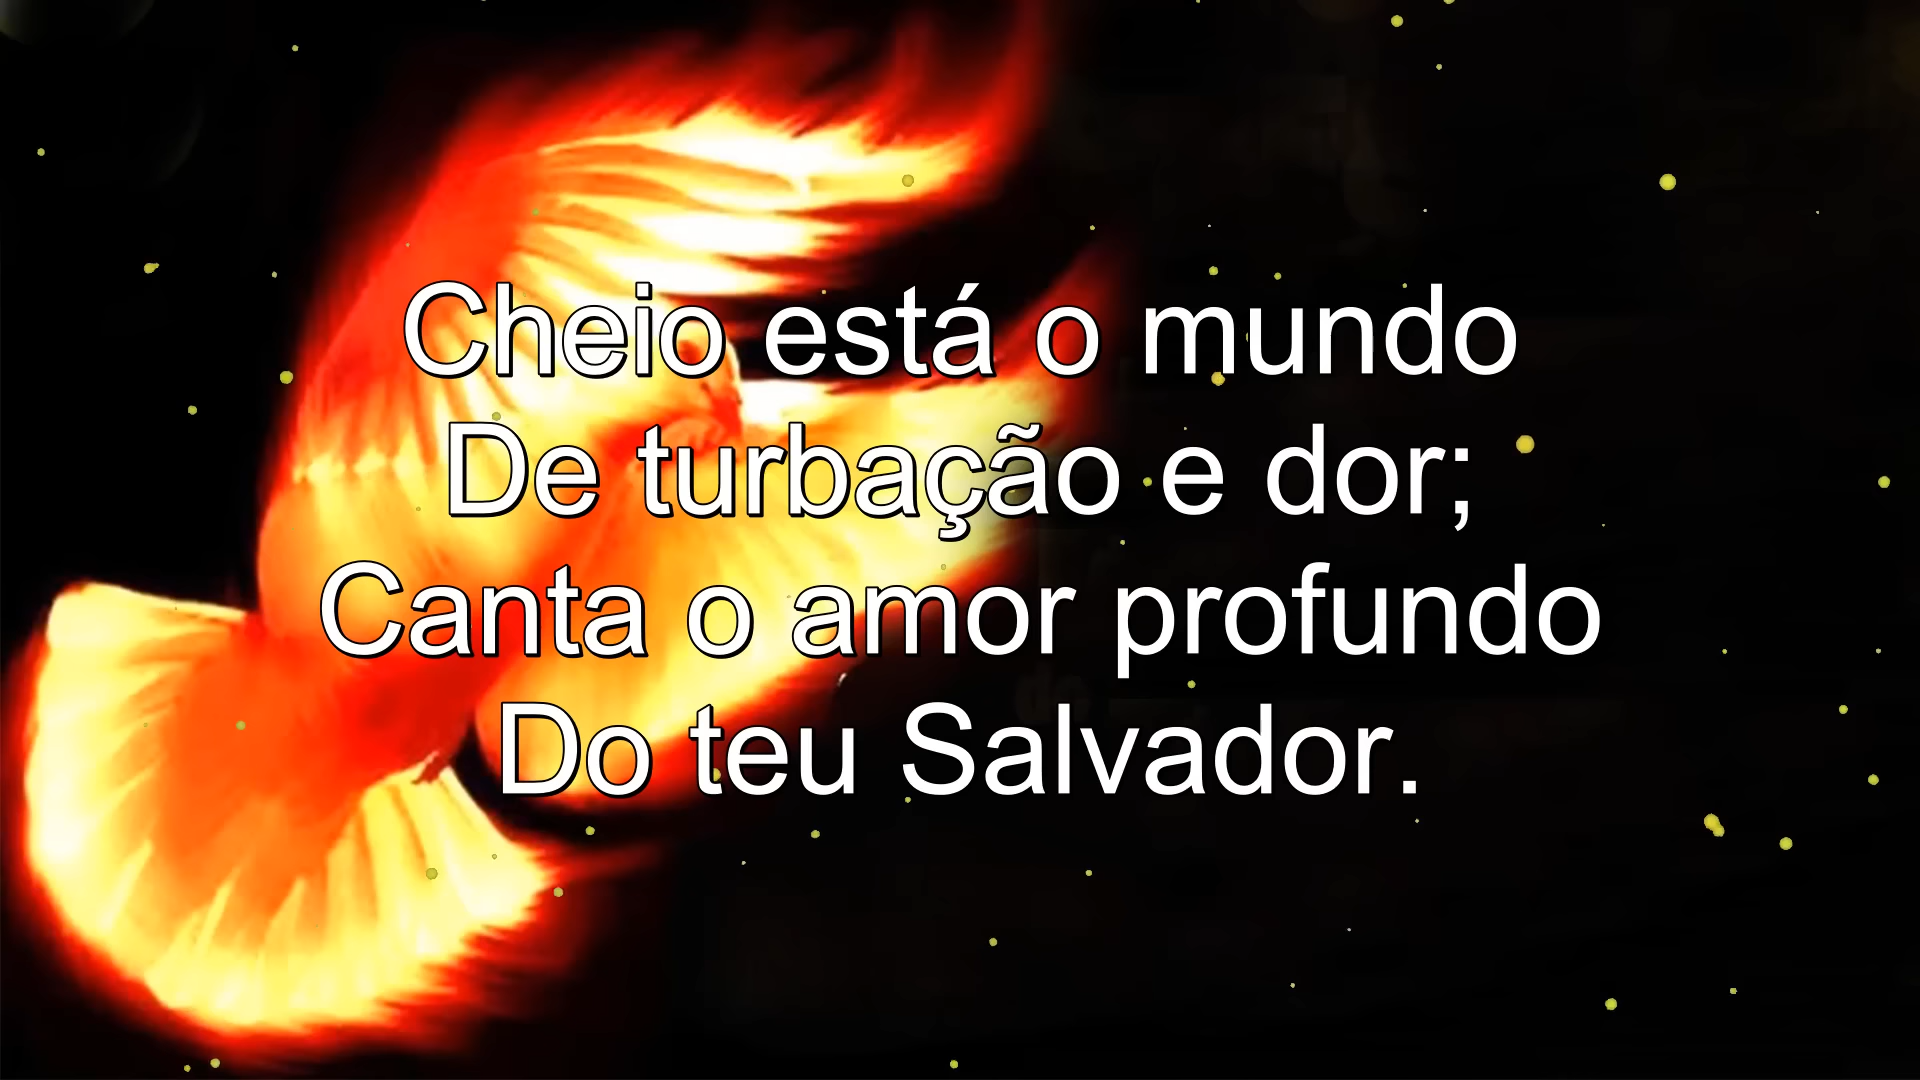 Cheio está o mundo
De turbação e dor;
Canta o amor profundo
Do teu Salvador.